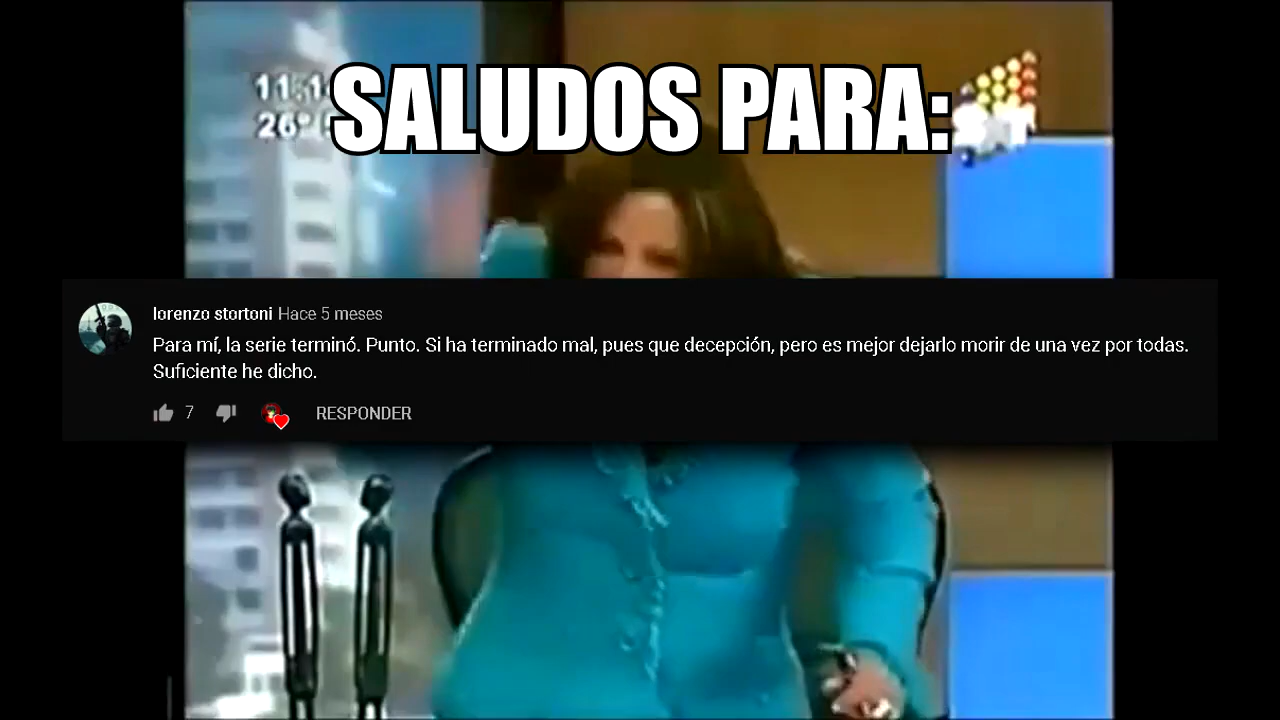 SALUDOS PARA:
26°
lorenzo stortoni Hace 5 meses
Para mí, la serie terminó. Punto. Si ha terminado mal, pues que decepción, pero es mejor dejarlo morir de una vez por todas.
Suficiente he dicho.
7
RESPONDER